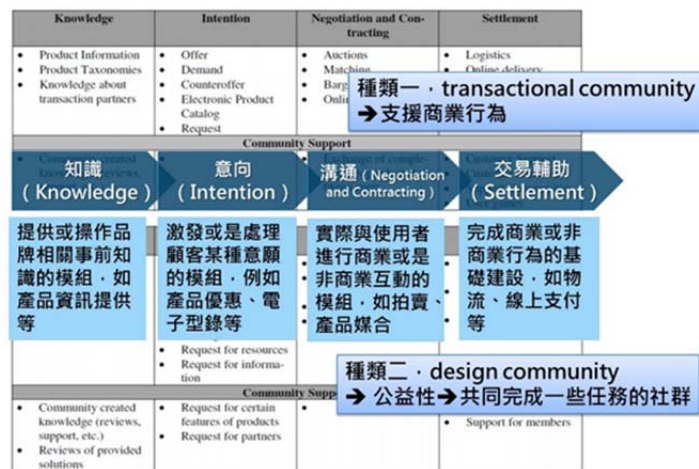 Knowledge
Intention
Negotiation and Con-
tracting
Settlement
• Product Information
• Product Taxonomies
• Knowledge about
transaction partners
• Offer
• Demand
• Counteroffer
• Electronic Product
Catalog
• Request
• Auctions
• Matching
• Logistics
• Online delivery
種類一，transactional community
➔支援商業行為
Community Support
知識
（Knowledge）
意向
（Intention）
溝通（Negotiation
and Contracting）
交易輔助
（Settlement）
提供或操作品
牌相關事前知
識的模組，如
產品資訊提供
等
激發或是處理
顧客某種意願
的模組，例如
產品優惠、電
子型錄等
實際與使用者
進行商業或是
非商業互動的
模組，如拍賣、
產品媒合
完成商業或非
商業行為的基
礎建設，如物
流、線上支付
等
• Request for resources
• Request for informa-
tion
種類二，design community
➔ 公益性➔共同完成一些任務的社群
Community
• Community created
knowledge (reviews,
support, etc.)
• Reviews of provided
solutions
• Request for certain
features of products
• Request for partners
• Support for members